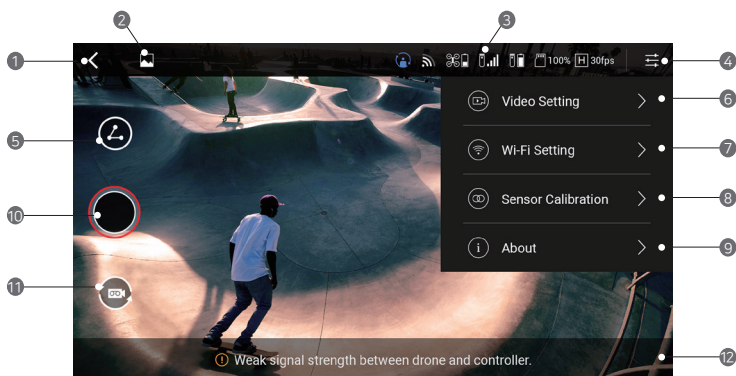 2
3
1
100% H 30fps
4
Video Setting
6
5
Wi-Fi Setting
7
Sensor Calibration
8
10
i About
9
11
! Weak signal strength between drone and controller.
12